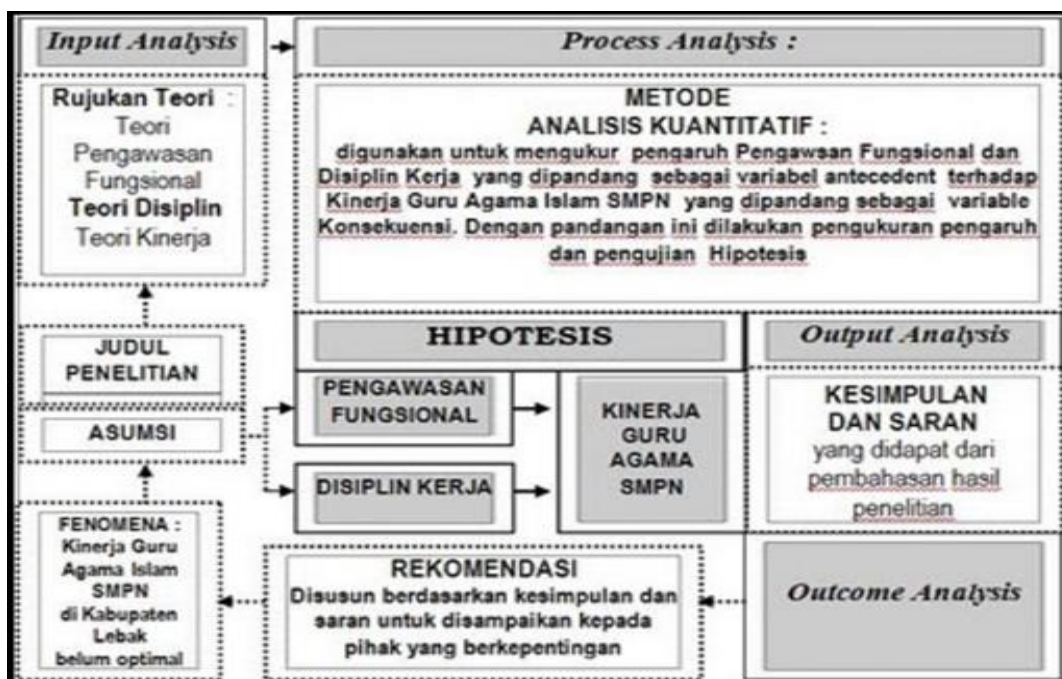 Input Analysis
Process Analysis :
Rujukan Teori :
Teori
Pengawasan
Fungsional
Teori Disiplin
Teori Kinerja
METODE
ANALISIS KUANTITATIF :
digunakan untuk mengukur pengaruh Pengawsan Fungsional dan
Disiplin Kerja yang dipandang sebagai variabel antecedent terhadap
Kinerja Guru Agama Islam SMPN yang dipandang sebagai variable
Konsekuensi. Dengan pandangan ini dilakukan pengukuran pengaruh
dan pengujian Hipotesis
JUDUL
PENELITIAN
ASUMSI
HIPOTESIS
PENGAWASAN
FUNGSIONAL
DISIPLIN KERJA
KINERJA
GURU
AGAMA
SMPN
Output Analysis
KESIMPULAN
DAN SARAN
yang didapat dari
pembahasan hasil
penelitian
FENOMENA :
Kinerja Guru
Agama Islam
SMPN
di Kabupaten
Lebak
belum optimal
REKOMENDASI
Disusun berdasarkan kesimpulan dan
saran untuk disampaikan kepada
pihak yang berkepentingan
Outcome Analysis